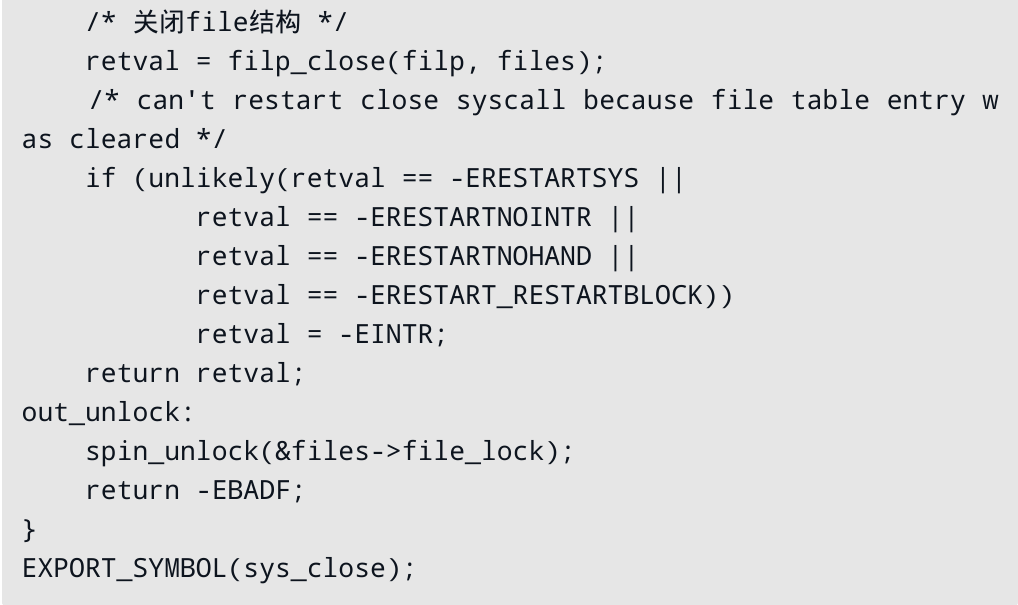 /* 关闭file结构 */
    retval = filp_close(filp, files);
    /* can't restart close syscall because file table entry w
as cleared */
    if (unlikely(retval == -ERESTARTSYS ||
           retval == -ERESTARTNOINTR ||
           retval == -ERESTARTNOHAND ||
           retval == -ERESTART_RESTARTBLOCK))
           retval = -EINTR;
    return retval;
out_unlock:
    spin_unlock(&files->file_lock);
    return -EBADF;
}
EXPORT_SYMBOL(sys_close);